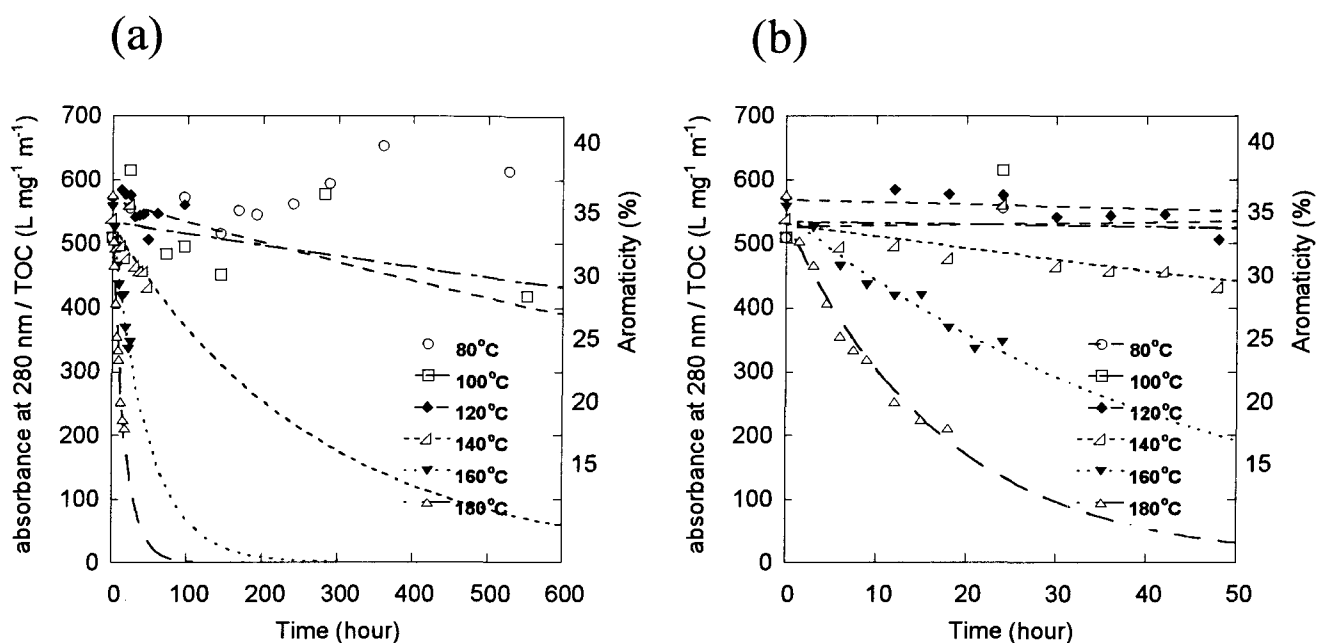 (a)
absorbance at 280 nm / TOC (L mg⁻¹ m⁻¹)
700
600
500
400
300
200
100
0
0 100 200 300 400 500 600
Time (hour)
40
35
30
25
20
15
Aromaticity (%)
80°C
100°C
120°C
140°C
160°C
180°C
(b)
absorbance at 280 nm / TOC (L mg⁻¹ m⁻¹)
700
600
500
400
300
200
100
0
0 10 20 30 40 50
Time (hour)
40
35
30
25
20
15
Aromaticity (%)
80°C
100°C
120°C
140°C
160°C
180°C